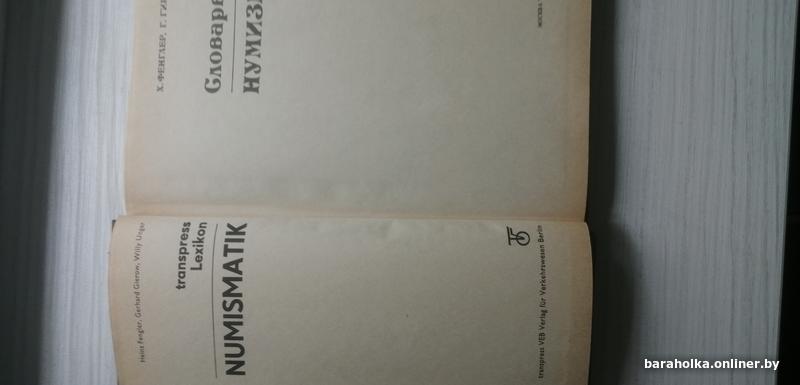 Heinz Fengler, Gerhard Gierow, Willy Unger
transpress
Lexikon
NUMISMATIK
transpress VEB Verlag für Verkehrswesen Berlin
Х. ФЕНГЛЕР, Г. ГИ
Словар
НУМИЗ
МОСКВА
baraholka.onliner.by